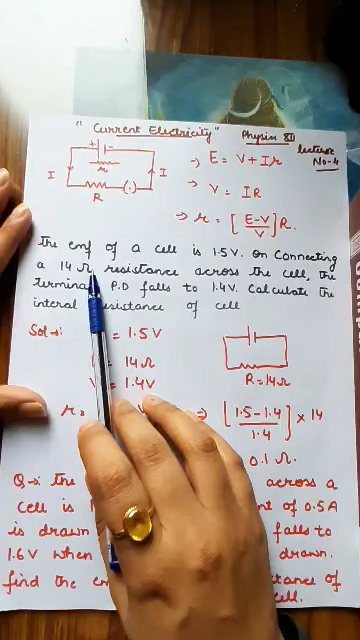 "Current Electricity" Physics XII
lecture
No-4
+ -
r
I I
R
→ E = V + Ir
→ V = IR
→ r = [E-V/V] R.
The emf of a cell is 1.5V. On Connecting
a 14 Ω resistance across the cell, the
terminal P.D falls to 1.4V. Calculate the
interal resistance of cell
Sol→: = 1.5V
= 14Ω
V = 1.4V
R = 14Ω
r = ⇒ [1.5-1.4/1.4] × 14
0.1 Ω.
Q→: the across a
cell is of 0.5A
is drawn falls to
1.6V when drawn.
find the of
cell.